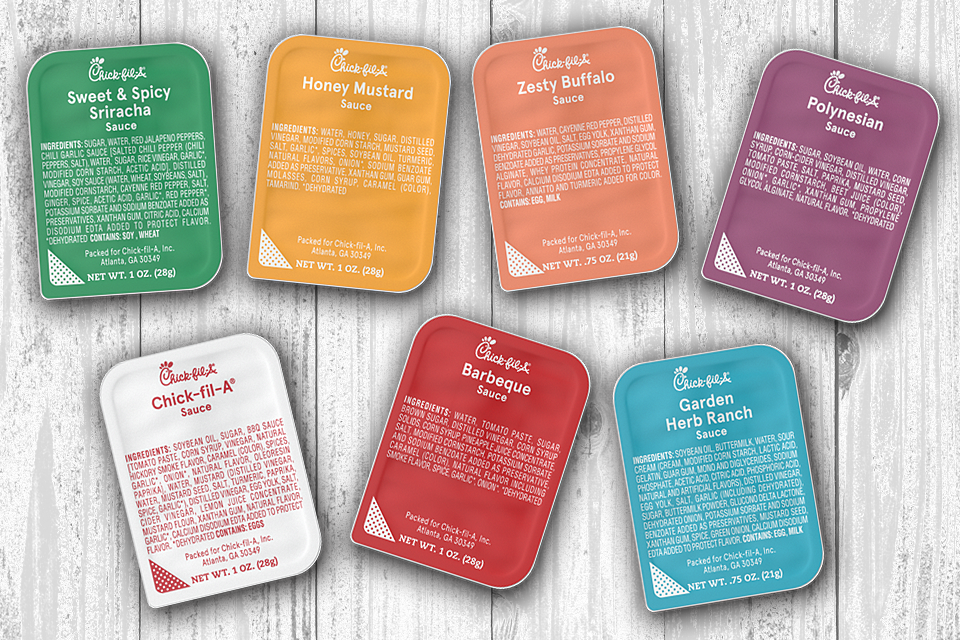 Chick-fil-A
Sweet & Spicy
Sriracha
Sauce
INGREDIENTS: SUGAR, WATER, RED JALAPENO PEPPERS,
CHILI GARLIC SAUCE (SALTED CHILI PEPPER (CHILI
PEPPERS, SALT), WATER, SUGAR, RICE VINEGAR, GARLIC*,
MODIFIED CORN STARCH, ACETIC ACID), DISTILLED
VINEGAR, SOY SAUCE (WATER, WHEAT, SOYBEANS, SALT),
MODIFIED CORNSTARCH, CAYENNE RED PEPPER, SALT,
GINGER, SPICE, ACETIC ACID, GARLIC*, RED PEPPER*,
POTASSIUM SORBATE AND SODIUM BENZOATE ADDED AS
PRESERVATIVES, XANTHAN GUM, CITRIC ACID, CALCIUM
DISODIUM EDTA ADDED TO PROTECT FLAVOR.
*DEHYDRATED CONTAINS: SOY , WHEAT
Packed for Chick-fil-A, Inc.
Atlanta, GA 30349
NET WT. 1 OZ. (28g)
Chick-fil-A
Honey Mustard
Sauce
INGREDIENTS: WATER, HONEY, SUGAR, DISTILLED
VINEGAR, MODIFIED CORN STARCH, MUSTARD SEED,
SALT, GARLIC*, SPICES, SOYBEAN OIL, TURMERIC,
NATURAL FLAVORS, ONION*, SODIUM BENZOATE
ADDED AS PRESERVATIVE, XANTHAN GUM, GUAR GUM,
MOLASSES, CORN SYRUP, CARAMEL (COLOR),
TAMARIND. *DEHYDRATED
Packed for Chick-fil-A, Inc.
Atlanta, GA 30349
NET WT. 1 OZ. (28g)
Chick-fil-A
Zesty Buffalo
Sauce
INGREDIENTS: WATER, CAYENNE RED PEPPER, DISTILLED
VINEGAR, SOYBEAN OIL, SALT, EGG YOLK, XANTHAN GUM,
DEHYDRATED GARLIC, POTASSIUM SORBATE AND SODIUM
BENZOATE ADDED AS PRESERVATIVES, PROPYLENE GLYCOL
ALGINATE, WHEY PROTEIN CONCENTRATE, NATURAL
FLAVOR, CALCIUM DISODIUM EDTA ADDED TO PROTECT
FLAVOR, ANNATTO AND TURMERIC ADDED FOR COLOR.
CONTAINS: EGG, MILK
Packed for Chick-fil-A, Inc.
Atlanta, GA 30349
NET WT. .75 OZ. (21g)
Chick-fil-A
Polynesian
Sauce
INGREDIENTS: SUGAR, SOYBEAN OIL, WATER, CORN
SYRUP, CORN-CIDER VINEGAR, DISTILLED VINEGAR,
TOMATO PASTE, SALT, PAPRIKA, MUSTARD SEED,
MODIFIED CORNSTARCH, BEET JUICE (COLOR),
ONION*, GARLIC*, XANTHAN GUM, PROPYLENE
GLYCOL ALGINATE, NATURAL FLAVOR. *DEHYDRATED
Packed for Chick-fil-A, Inc.
Atlanta, GA 30349
NET WT. 1 OZ. (28g)
Chick-fil-A
Chick-fil-A®
Sauce
INGREDIENTS: SOYBEAN OIL, SUGAR, BBQ SAUCE
(TOMATO PASTE, CORN SYRUP, VINEGAR, NATURAL
HICKORY SMOKE FLAVOR, CARAMEL COLOR, SPICES,
GARLIC*, ONION*, NATURAL FLAVOR, OLEORESIN
PAPRIKA), WATER, MUSTARD (DISTILLED VINEGAR,
WATER, MUSTARD SEED, SALT, TURMERIC, PAPRIKA,
SPICE, GARLIC*), DISTILLED VINEGAR, EGG YOLK, SALT,
CIDER VINEGAR, LEMON JUICE CONCENTRATE,
MUSTARD FLOUR, XANTHAN GUM, NATURAL FLAVOR,
GARLIC*, CALCIUM DISODIUM EDTA ADDED TO PROTECT
FLAVOR. *DEHYDRATED CONTAINS: EGGS
Packed for Chick-fil-A, Inc.
Atlanta, GA 30349
NET WT. 1 OZ. (28g)
Chick-fil-A
Barbeque
Sauce
INGREDIENTS: WATER, TOMATO PASTE, SUGAR,
BROWN SUGAR, DISTILLED VINEGAR, CORN SYRUP
SOLIDS, CORN SYRUP, PINEAPPLE JUICE CONCENTRATE,
SALT, MODIFIED CORN STARCH, POTASSIUM SORBATE
AND SODIUM BENZOATE ADDED AS PRESERVATIVES,
CARAMEL (COLOR), NATURAL FLAVOR INCLUDING
SMOKE FLAVOR, SPICE, GARLIC*, ONION*. *DEHYDRATED
Packed for Chick-fil-A, Inc.
Atlanta, GA 30349
NET WT. 1 OZ. (28g)
Chick-fil-A
Garden
Herb Ranch
Sauce
INGREDIENTS: SOYBEAN OIL, BUTTERMILK, WATER, SOUR
CREAM (CREAM, MODIFIED CORN STARCH, LACTIC ACID,
GELATIN, GUAR GUM, MONO AND DIGLYCERIDES, SODIUM
PHOSPHATE, ACETIC ACID, CITRIC ACID, PHOSPHORIC ACID,
NATURAL AND ARTIFICIAL FLAVORS), DISTILLED VINEGAR,
EGG YOLK, SALT, GARLIC (INCLUDING DEHYDRATED),
SUGAR, BUTTERMILK POWDER, GLUCONO DELTA LACTONE,
DEHYDRATED ONION, POTASSIUM SORBATE AND SODIUM
BENZOATE ADDED AS PRESERVATIVES, MUSTARD SEED,
XANTHAN GUM, SPICE, GREEN ONION, CALCIUM DISODIUM
EDTA ADDED TO PROTECT FLAVOR. CONTAINS: EGG, MILK
Packed for Chick-fil-A, Inc.
Atlanta, GA 30349
NET WT. .75 OZ. (21g)